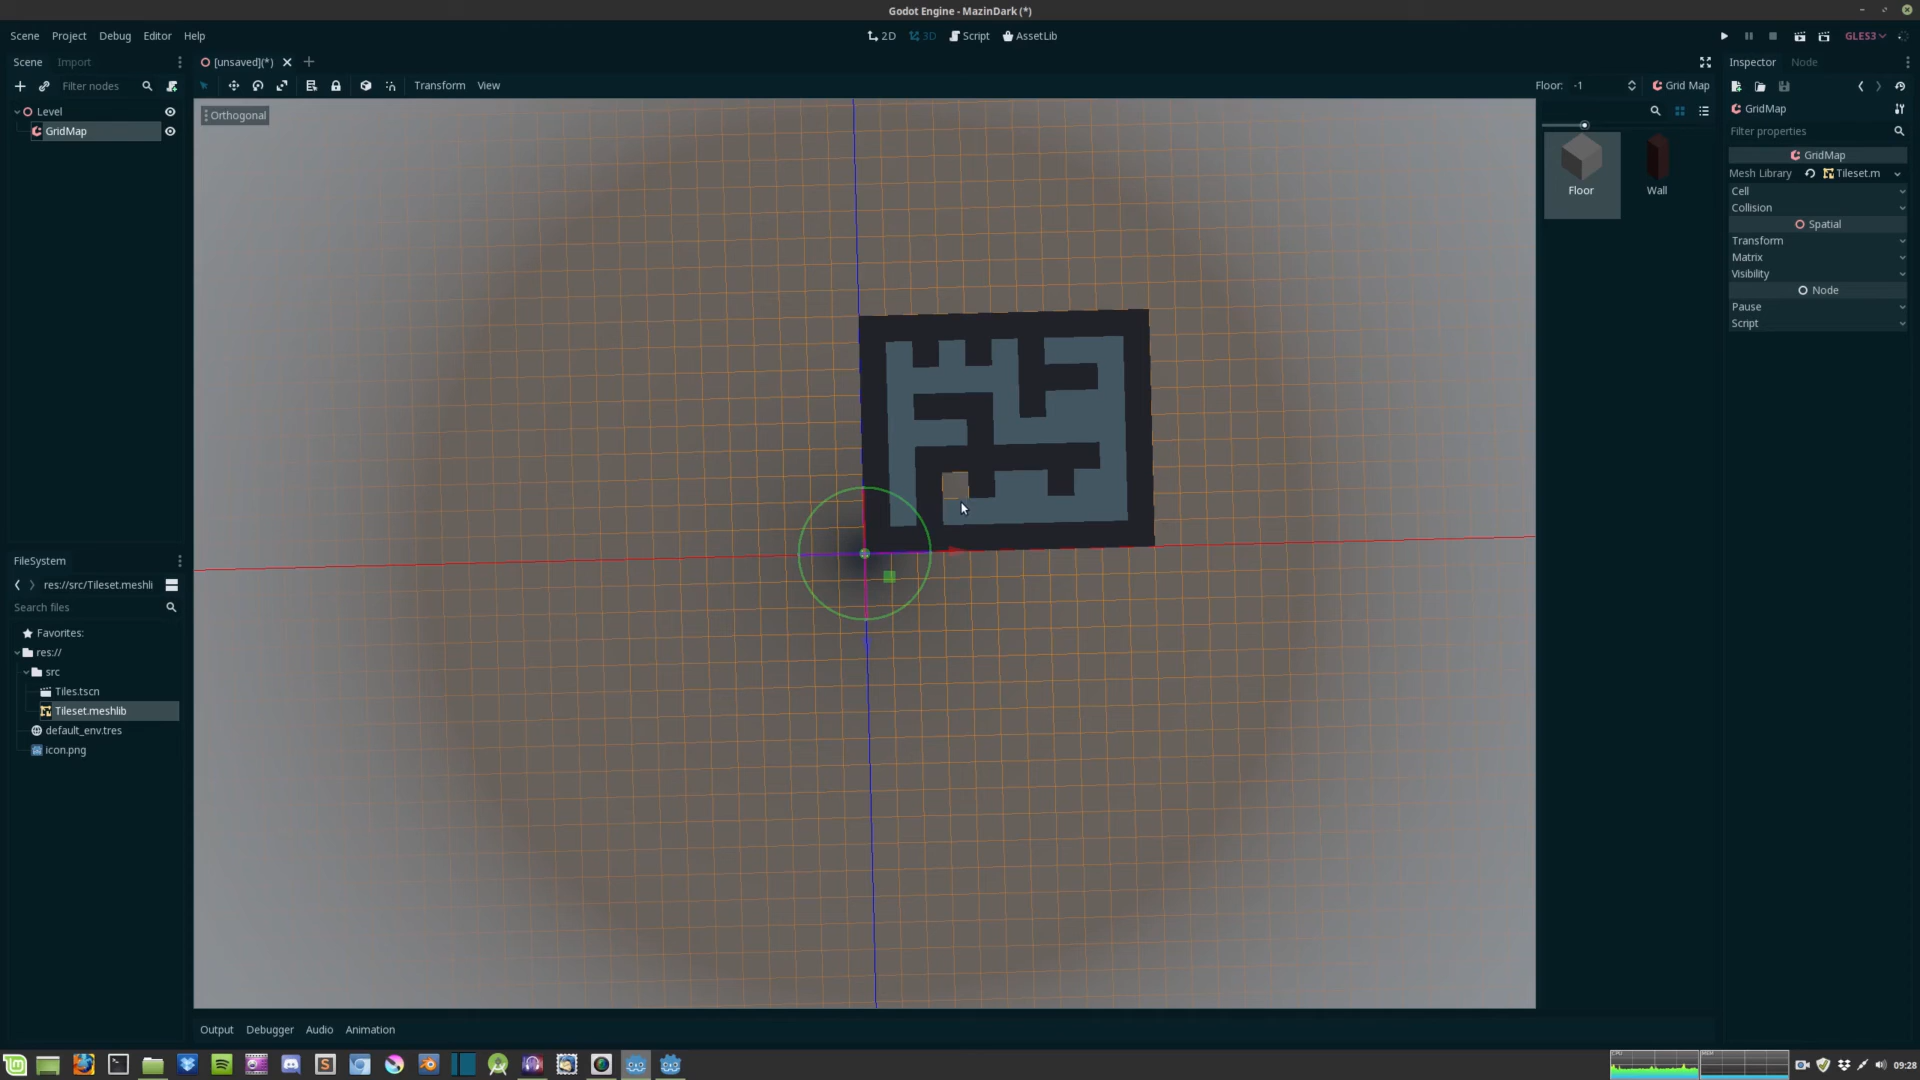 Godot Engine - MazinDark (*)
Scene Project Debug Editor Help
2D 3D Script AssetLib
GLES3
Scene Import
[unsaved](*)
Inspector Node
Filter nodes
Transform View
Floor: -1
Grid Map
Level
GridMap
Orthogonal
GridMap
Filter properties
GridMap
Mesh Library Tileset.m
Floor
Wall
Cell
Collision
Spatial
Transform
Matrix
Visibility
Node
Pause
Script
FileSystem
res://src/Tileset.meshli
Search files
Favorites:
res://
src
Tiles.tscn
Tileset.meshlib
default_env.tres
icon.png
Output Debugger Audio Animation
CPU
MEM
09:28